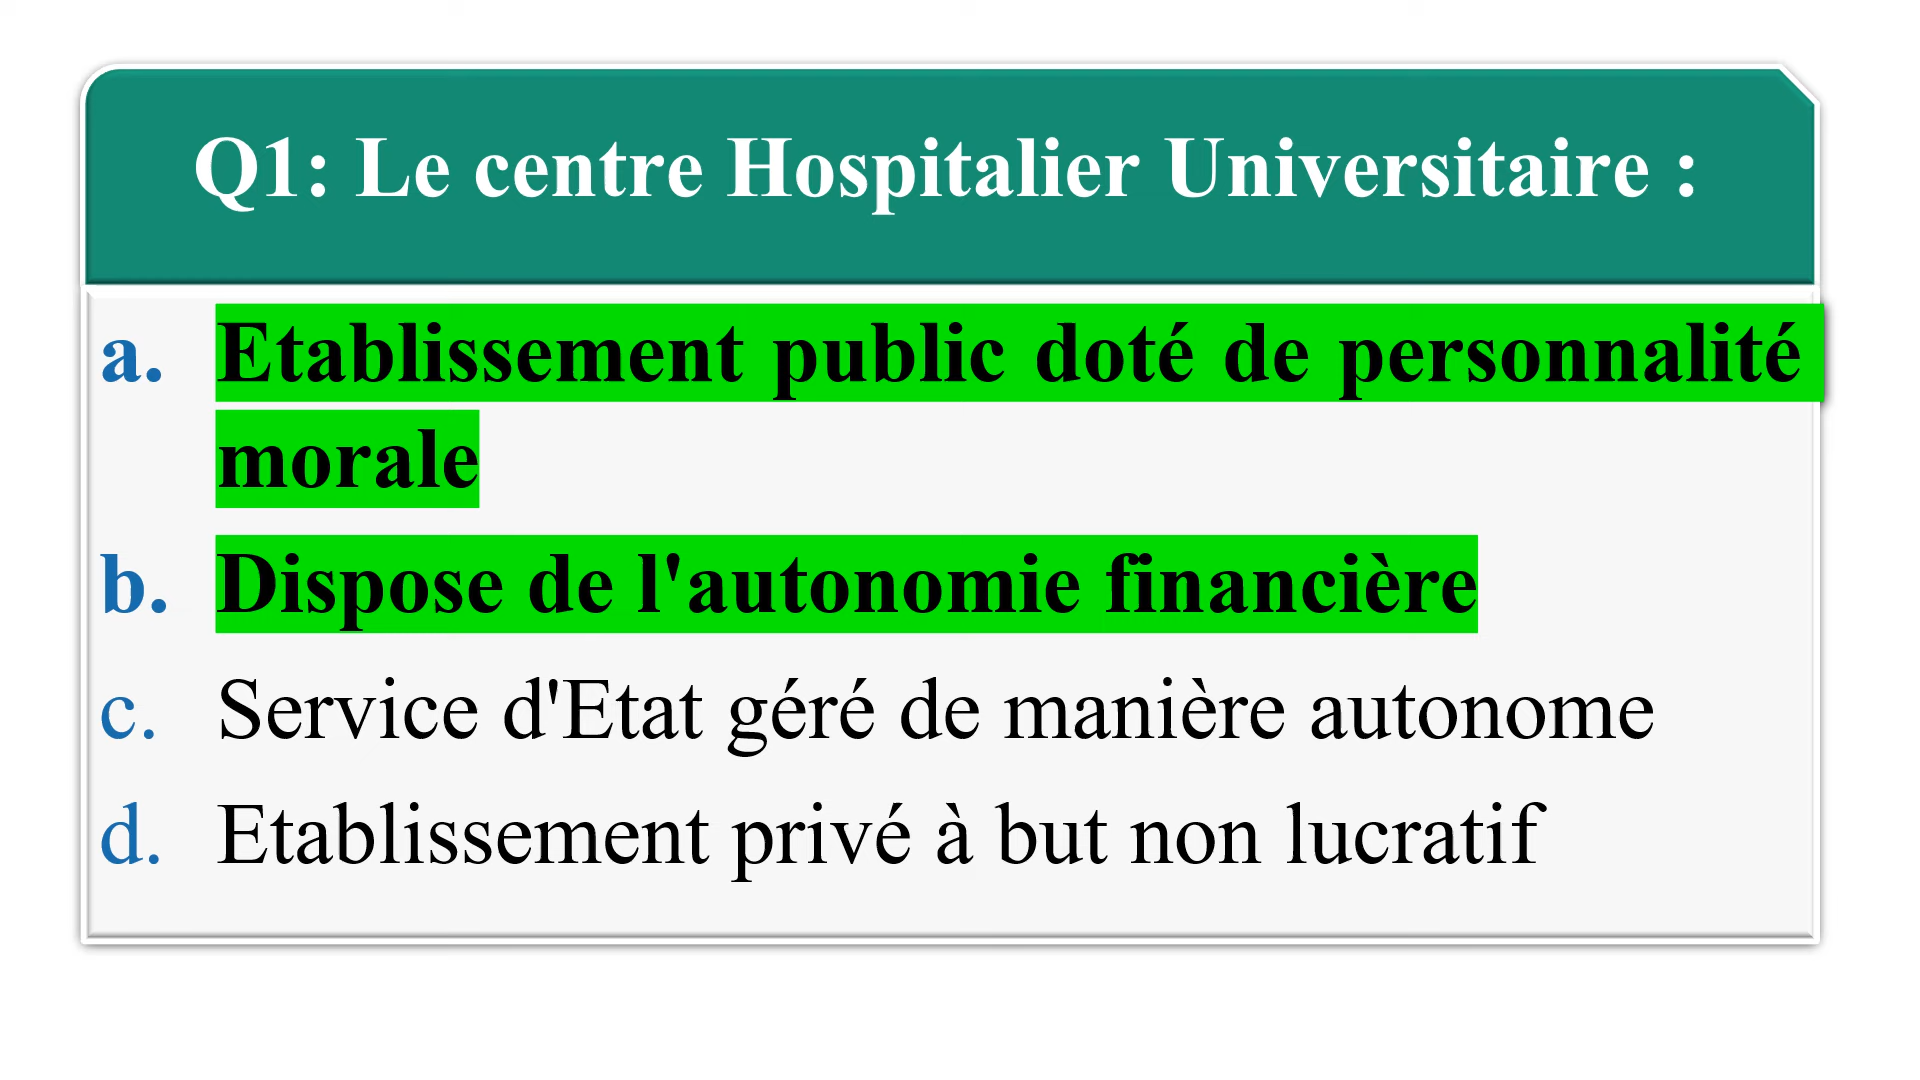 Q1: Le centre Hospitalier Universitaire :
a. Etablissement public doté de personnalité
morale
b. Dispose de l'autonomie financière
c. Service d'Etat géré de manière autonome
d. Etablissement privé à but non lucratif